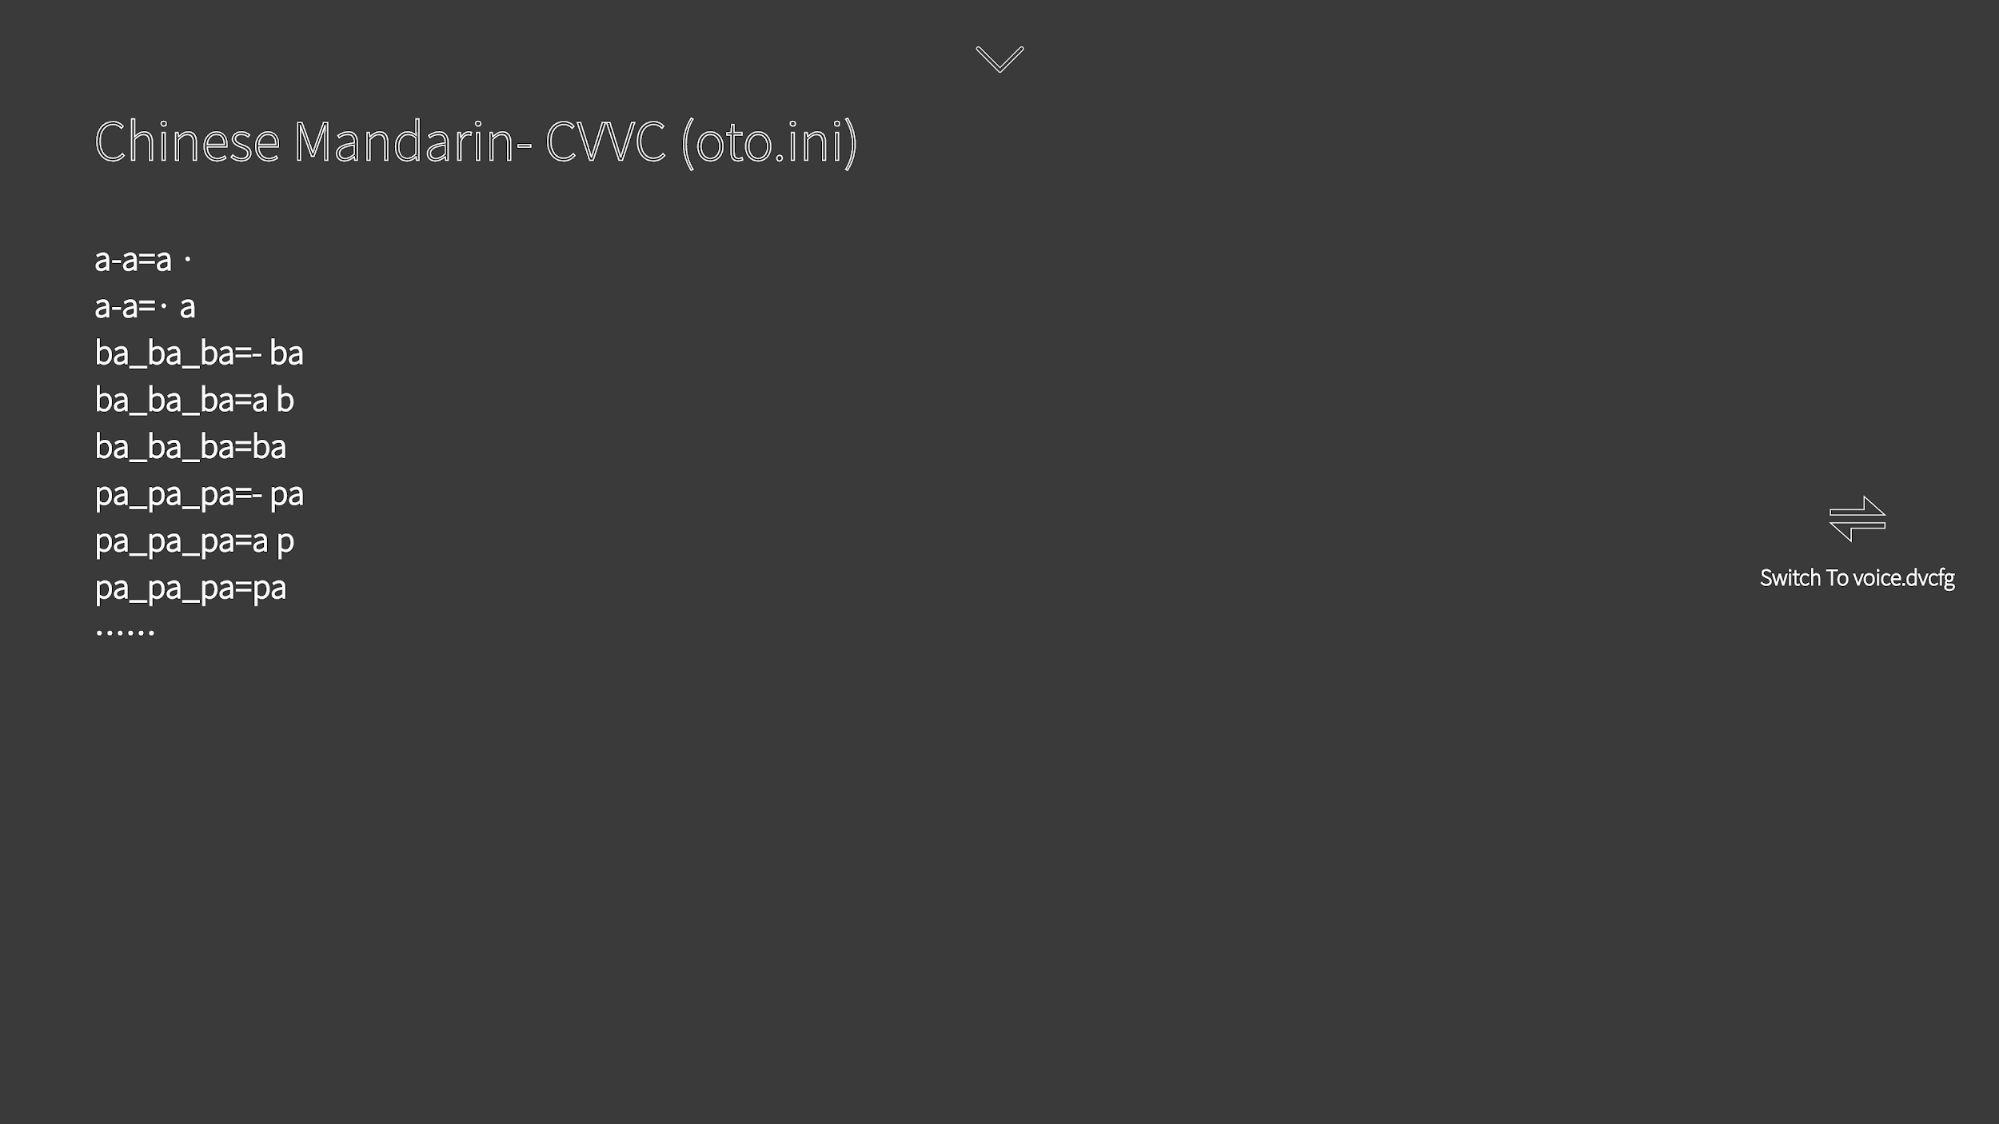 Chinese Mandarin- CVVC (oto.ini)
a-a=a ·
a-a=· a
ba_ba_ba=- ba
ba_ba_ba=a b
ba_ba_ba=ba
pa_pa_pa=- pa
pa_pa_pa=a p
pa_pa_pa=pa
······
Switch To voice.dvcfg